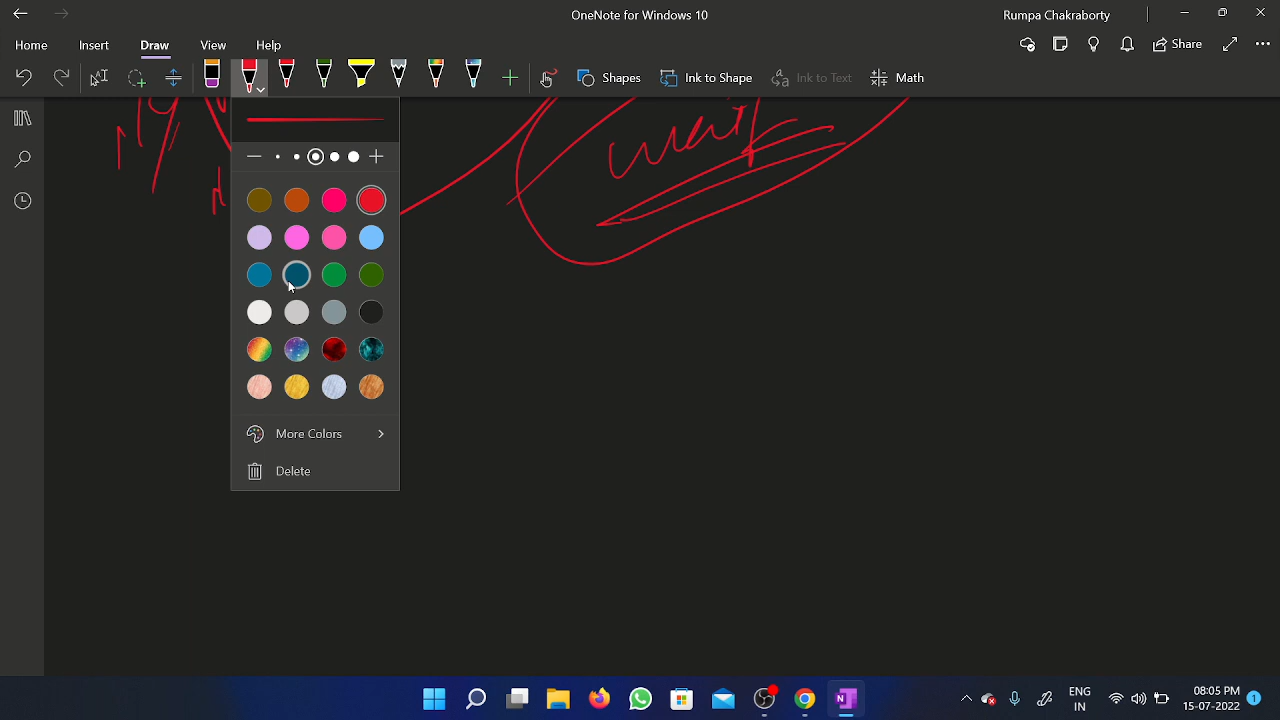 OneNote for Windows 10
Rumpa Chakraborty
Home Insert Draw View Help
Share
Shapes Ink to Shape Ink to Text Math
More Colors
Delete
ENG
IN
08:05 PM
15-07-2022
1